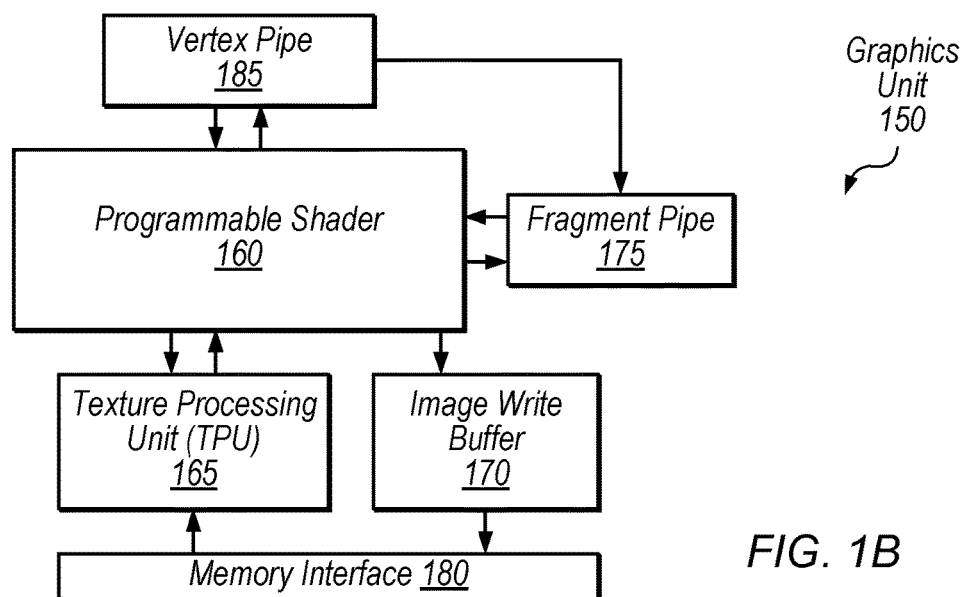 Vertex Pipe
185
Graphics
Unit
150
Programmable Shader
160
Fragment Pipe
175
Texture Processing
Unit (TPU)
165
Image Write
Buffer
170
Memory Interface 180
FIG. 1B